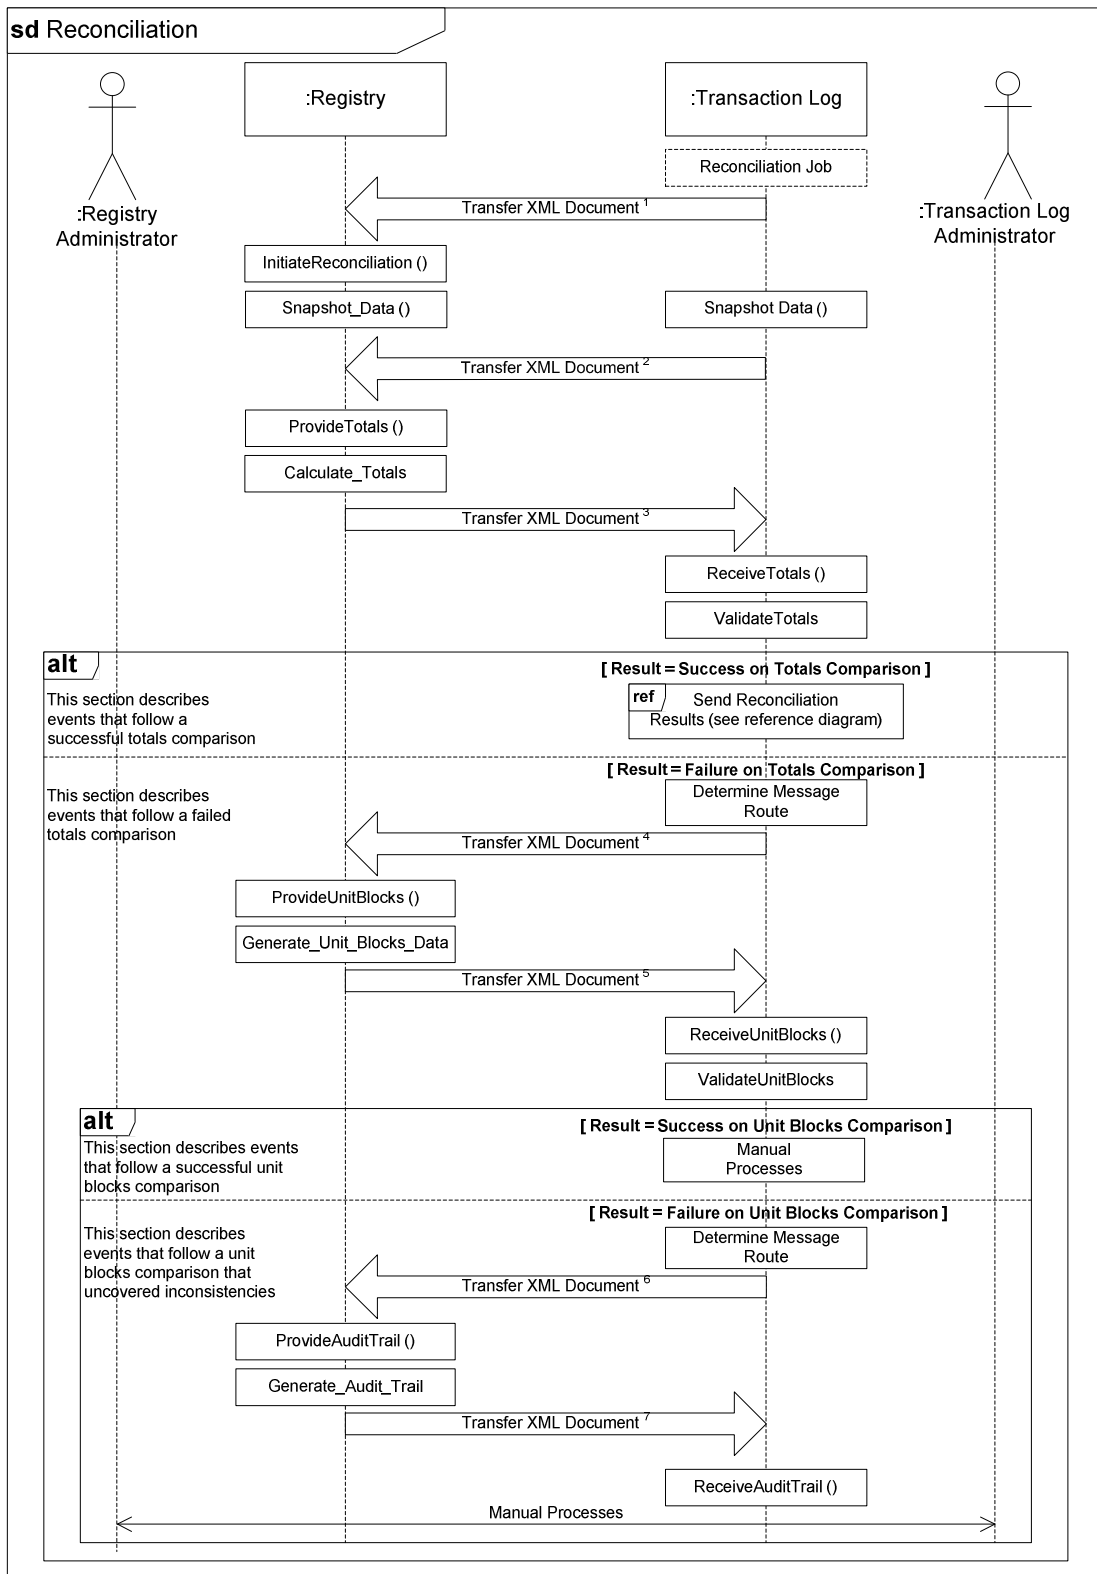 sd Reconciliation
:Registry
:Transaction Log
Reconciliation Job
:Registry
Administrator
:Transaction Log
Administrator
Transfer XML Document 1
InitiateReconciliation ()
Snapshot_Data ()
Snapshot Data ()
Transfer XML Document 2
ProvideTotals ()
Calculate_Totals
Transfer XML Document 3
ReceiveTotals ()
ValidateTotals
alt
[ Result = Success on Totals Comparison ]
This section describes
events that follow a
successful totals comparison
ref Send Reconciliation
Results (see reference diagram)
[ Result = Failure on Totals Comparison ]
This section describes
events that follow a failed
totals comparison
Determine Message
Route
Transfer XML Document 4
ProvideUnitBlocks ()
Generate_Unit_Blocks_Data
Transfer XML Document 5
ReceiveUnitBlocks ()
ValidateUnitBlocks
alt
[ Result = Success on Unit Blocks Comparison ]
This section describes events
that follow a successful unit
blocks comparison
Manual
Processes
[ Result = Failure on Unit Blocks Comparison ]
This section describes
events that follow a unit
blocks comparison that
uncovered inconsistencies
Determine Message
Route
Transfer XML Document 6
ProvideAuditTrail ()
Generate_Audit_Trail
Transfer XML Document 7
ReceiveAuditTrail ()
Manual Processes